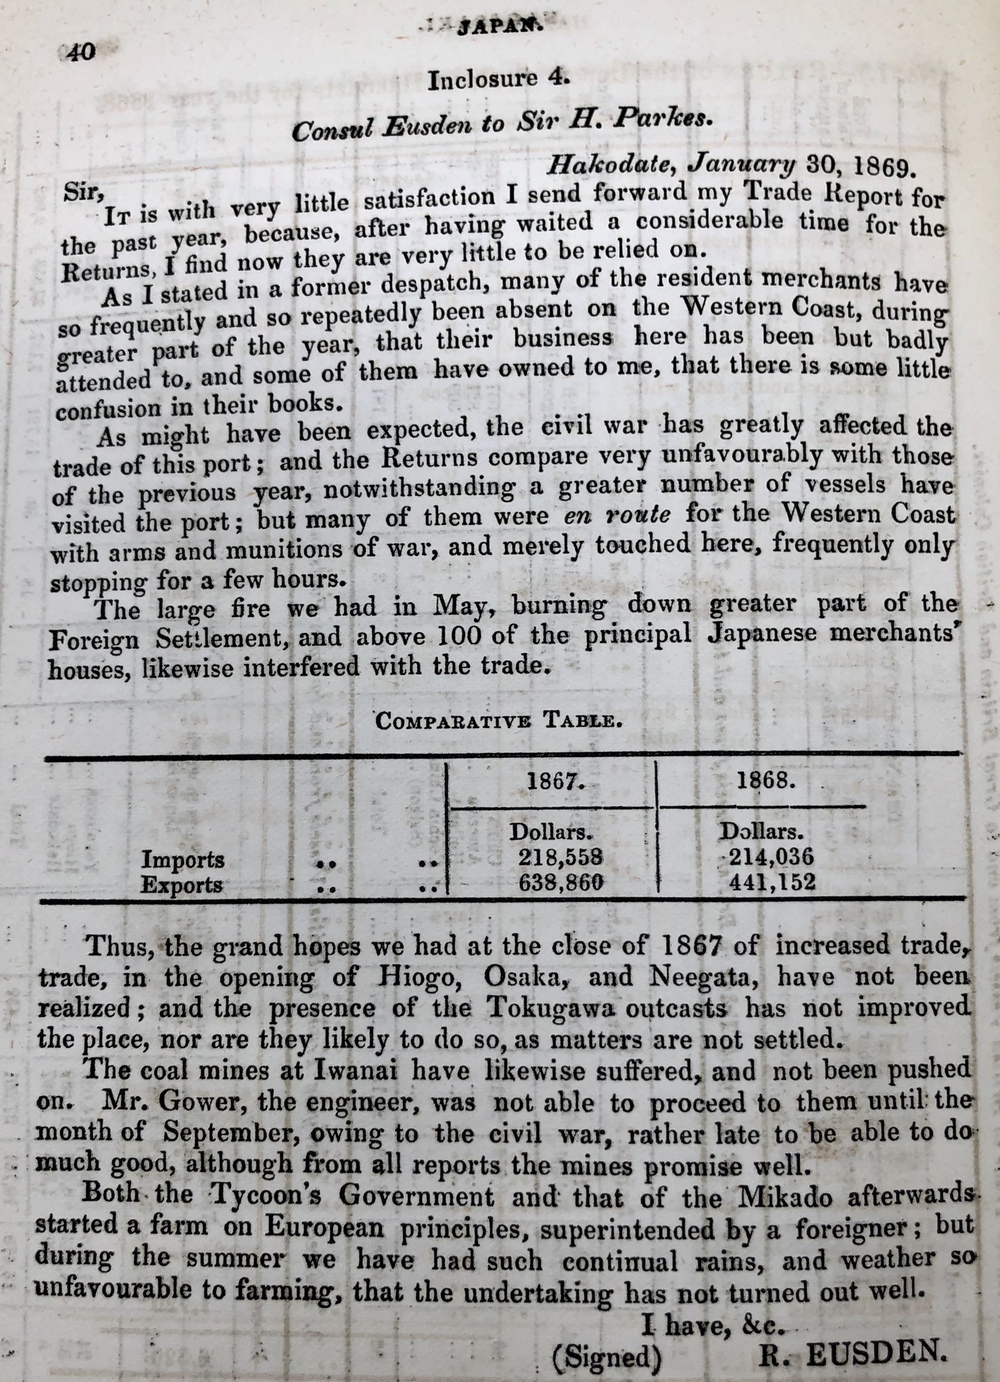 JAPAN.
40
Inclosure 4.
Consul Eusden to Sir H. Parkes.
Hakodate, January 30, 1869.
Sir,
IT is with very little satisfaction I send forward my Trade Report for
the past year, because, after having waited a considerable time for the
Returns, I find now they are very little to be relied on.
As I stated in a former despatch, many of the resident merchants have
so frequently and so repeatedly been absent on the Western Coast, during
greater part of the year, that their business here has been but badly
attended to, and some of them have owned to me, that there is some little
confusion in their books.
As might have been expected, the civil war has greatly affected the
trade of this port; and the Returns compare very unfavourably with those
of the previous year, notwithstanding a greater number of vessels have
visited the port; but many of them were en route for the Western Coast
with arms and munitions of war, and merely touched here, frequently only
stopping for a few hours.
The large fire we had in May, burning down greater part of the
Foreign Settlement, and above 100 of the principal Japanese merchants'
houses, likewise interfered with the trade.
COMPARATIVE TABLE.
1867. 1868.
Dollars. Dollars.
Imports .. .. 218,558 214,036
Exports .. .. 638,860 441,152
Thus, the grand hopes we had at the close of 1867 of increased trade,
trade, in the opening of Hiogo, Osaka, and Neegata, have not been
realized; and the presence of the Tokugawa outcasts has not improved
the place, nor are they likely to do so, as matters are not settled.
The coal mines at Iwanai have likewise suffered, and not been pushed
on. Mr. Gower, the engineer, was not able to proceed to them until the
month of September, owing to the civil war, rather late to be able to do
much good, although from all reports the mines promise well.
Both the Tycoon's Government and that of the Mikado afterwards
started a farm on European principles, superintended by a foreigner; but
during the summer we have had such continual rains, and weather so
unfavourable to farming, that the undertaking has not turned out well.
I have, &c.
(Signed) R. EUSDEN.